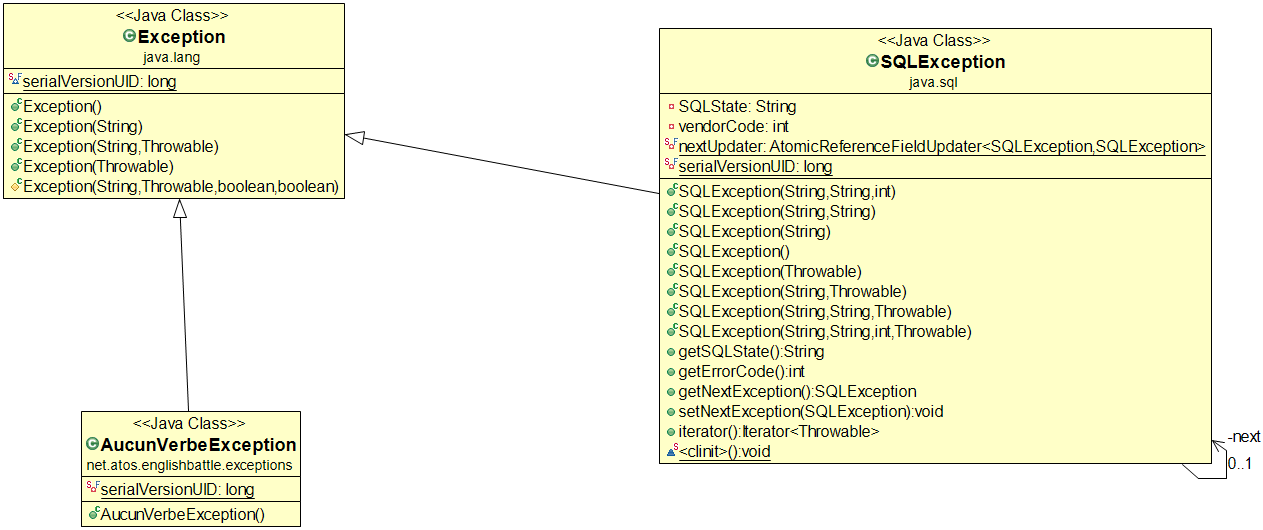 <<Java Class>>
Exception
java.lang
serialVersionUID: long
Exception()
Exception(String)
Exception(String,Throwable)
Exception(Throwable)
Exception(String,Throwable,boolean,boolean)
<<Java Class>>
SQLException
java.sql
SQLState: String
vendorCode: int
nextUpdater: AtomicReferenceFieldUpdater<SQLException,SQLException>
serialVersionUID: long
SQLException(String,String,int)
SQLException(String,String)
SQLException(String)
SQLException()
SQLException(Throwable)
SQLException(String,Throwable)
SQLException(String,String,Throwable)
SQLException(String,String,int,Throwable)
getSQLState():String
getErrorCode():int
getNextException():SQLException
setNextException(SQLException):void
iterator():Iterator<Throwable>
<clinit>():void
-next
0..1
<<Java Class>>
AucunVerbeException
net.atos.englishbattle.exceptions
serialVersionUID: long
AucunVerbeException()